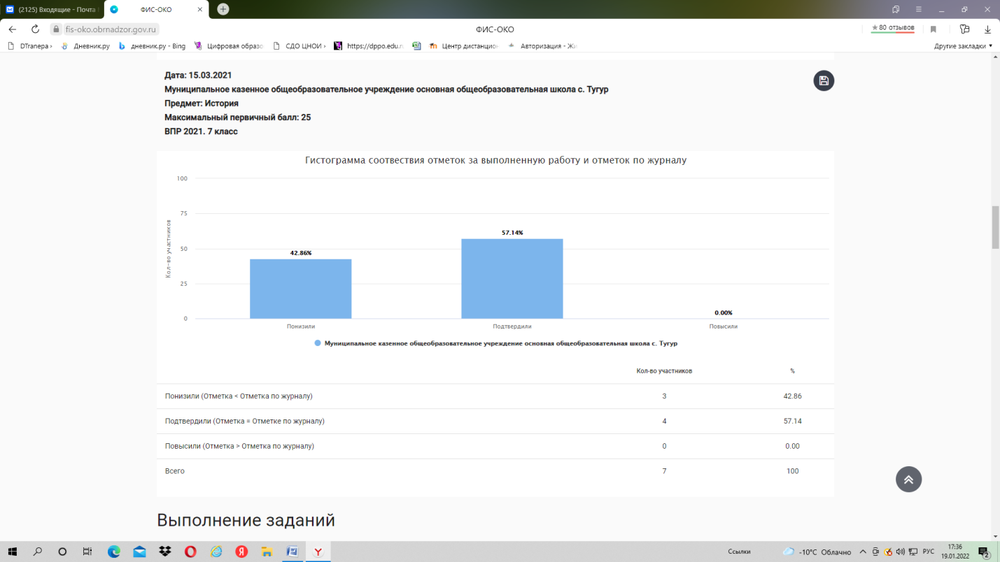 (2125) Входящие - Почта
ФИС-ОКО
fis-oko.obrnadzor.gov.ru
ФИС-ОКО
80 отзывов
DTranepa ›
Дневник.ру
дневник.ру - Bing
Цифровая образо
СДО ЦНОИ ›
https://dppo.edu.ru
Центр дистанцион
Авторизация - Жи
Другие закладки
Дата: 15.03.2021
Муниципальное казенное общеобразовательное учреждение основная общеобразовательная школа с. Тугур
Предмет: История
Максимальный первичный балл: 25
ВПР 2021. 7 класс
Гистограмма соотвествия отметок за выполненную работу и отметок по журналу
100
75
50
25
0
Кол-во участников
42.86%
57.14%
0.00%
Понизили
Подтвердили
Повысили
Муниципальное казенное общеобразовательное учреждение основная общеобразовательная школа с. Тугур
Кол-во участников %
Понизили (Отметка < Отметка по журналу) 3 42.86
Подтвердили (Отметка = Отметке по журналу) 4 57.14
Повысили (Отметка > Отметка по журналу) 0 0.00
Всего 7 100
Выполнение заданий
Ссылки
-10°C Облачно
РУС
17:36
19.01.2022
2